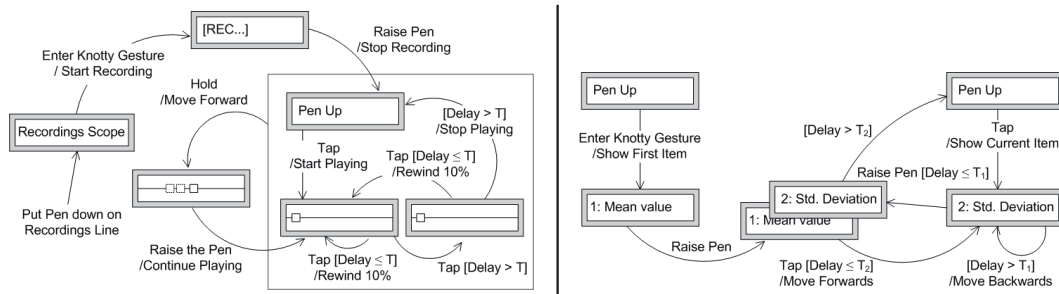 [REC...]
Raise Pen
/Stop Recording
Enter Knotty Gesture
/ Start Recording
Hold
/Move Forward
Recordings Scope
Pen Up
[Delay > T]
/Stop Playing
Tap
/Start Playing
Tap [Delay ≤ T]
/Rewind 10%
Put Pen down on
Recordings Line
Raise the Pen
/Continue Playing
Tap [Delay ≤ T]
/Rewind 10%
Tap [Delay > T]
Pen Up
Enter Knotty Gesture
/Show First Item
1: Mean value
Raise Pen
2: Std. Deviation
1: Mean value
[Delay > T₂]
Pen Up
Tap
/Show Current Item
Raise Pen [Delay ≤ T₁]
2: Std. Deviation
Tap [Delay ≤ T₂]
/Move Forwards
[Delay > T₁]
/Move Backwards